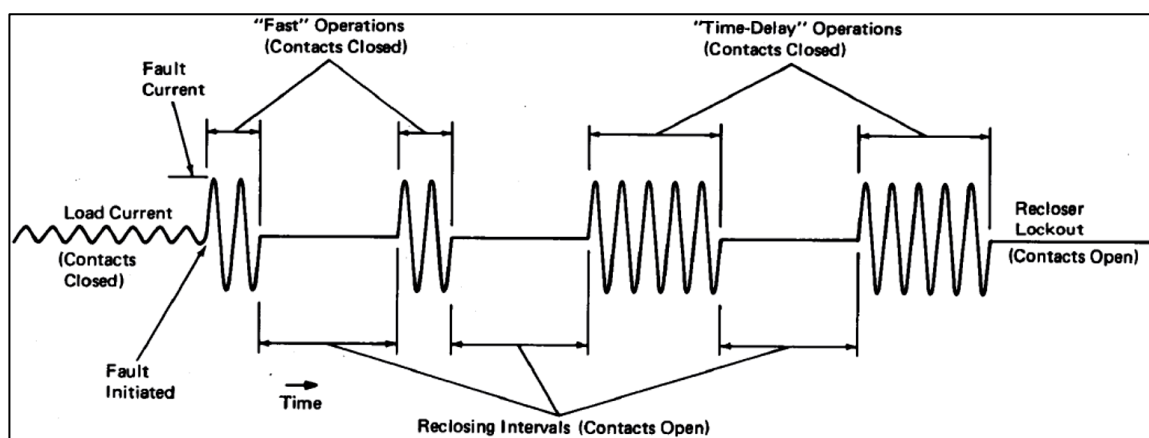 "Fast" Operations
(Contacts Closed)
"Time-Delay" Operations
(Contacts Closed)
Fault
Current
Load Current
(Contacts
Closed)
Recloser
Lockout
(Contacts Open)
Fault
Initiated
Time
Reclosing Intervals (Contacts Open)